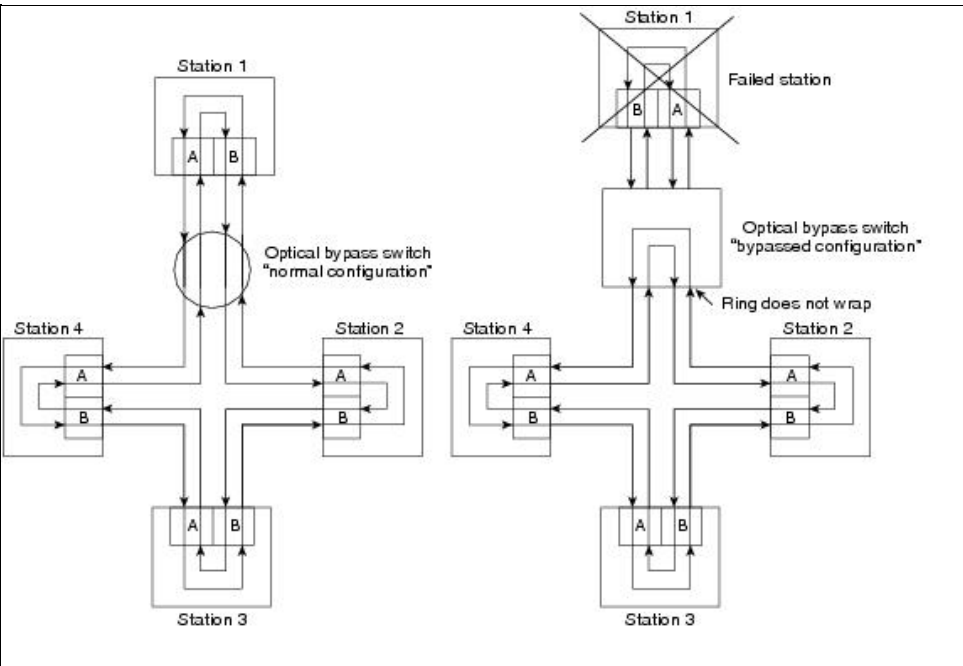 Station 1
A B
Optical bypass switch
“normal configuration”
Station 4
A
B
Station 2
A
B
A B
Station 3
Station 1
B A
Failed station
Optical bypass switch
“bypassed configuration”
Ring does not wrap
Station 4
A
B
Station 2
A
B
A B
Station 3